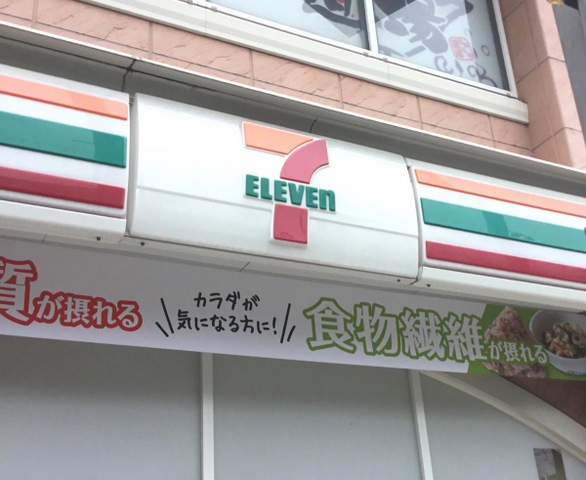 7
ELEVEn
質が摂れる
カラダが
気になる方に!
食物繊維が摂れる